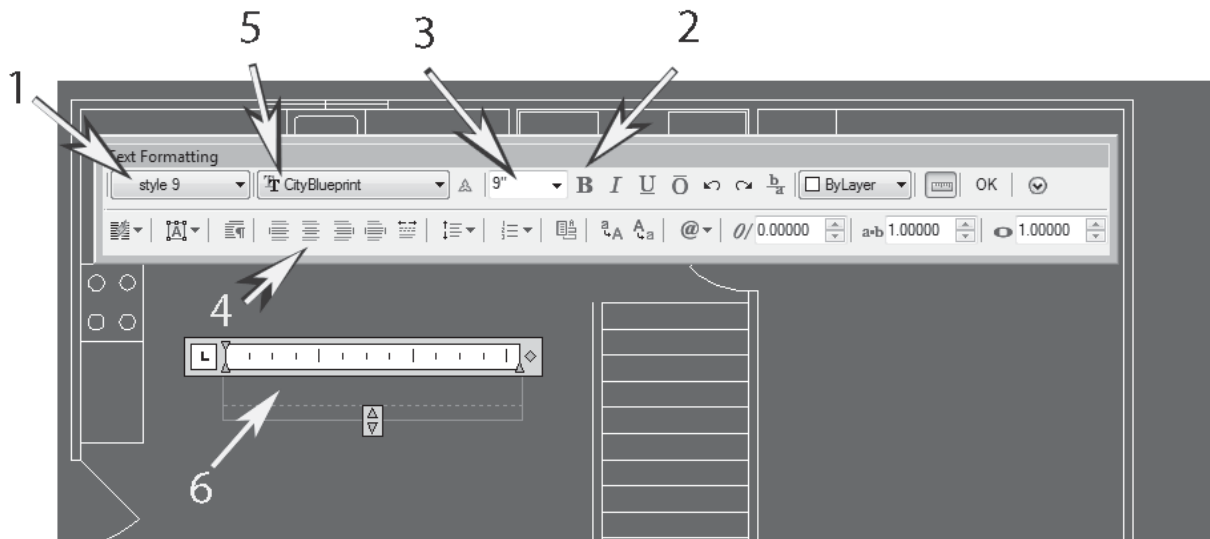 5 3 2
1
Text Formatting
style 9 CityBlueprint 9" B I U O b/a ByLayer OK
A a A A a @ 0/ 0.00000 a•b 1.00000 1.00000
4
L
6